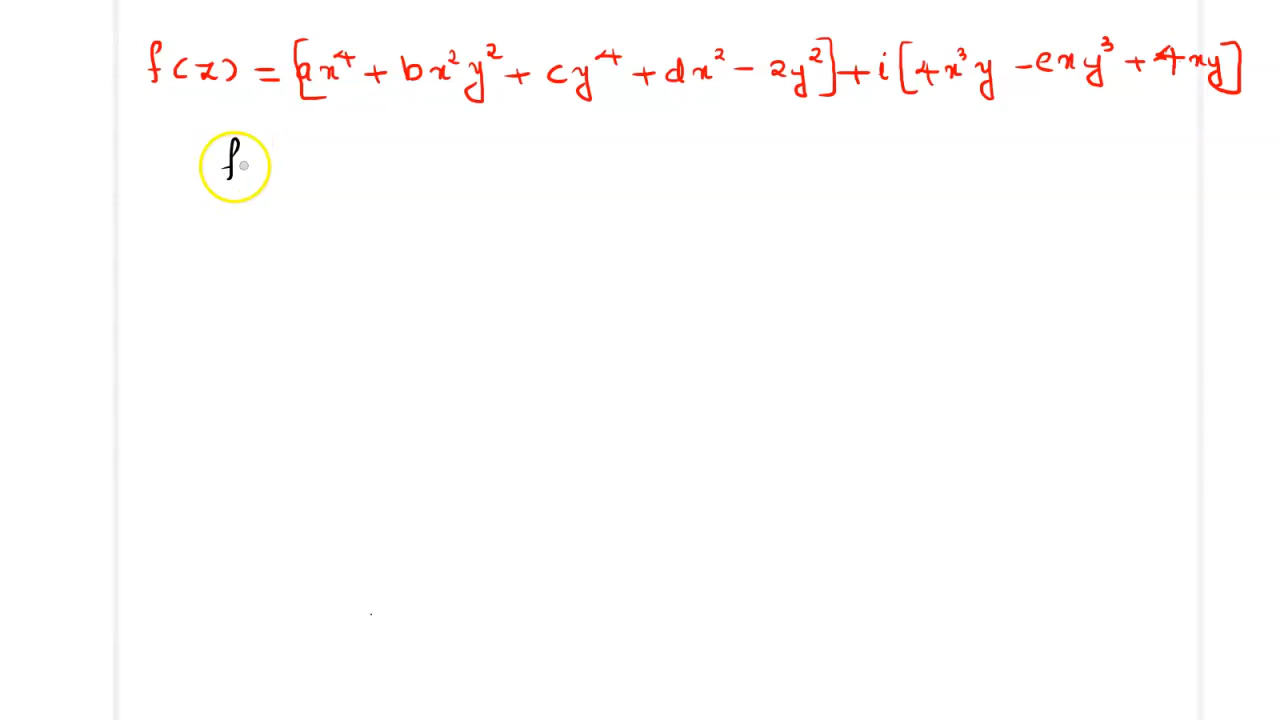 f(z) = [ax⁴ + bx²y² + cy⁴ + dx² - 2y²] + i[4x³y - exy³ + 4xy]
f